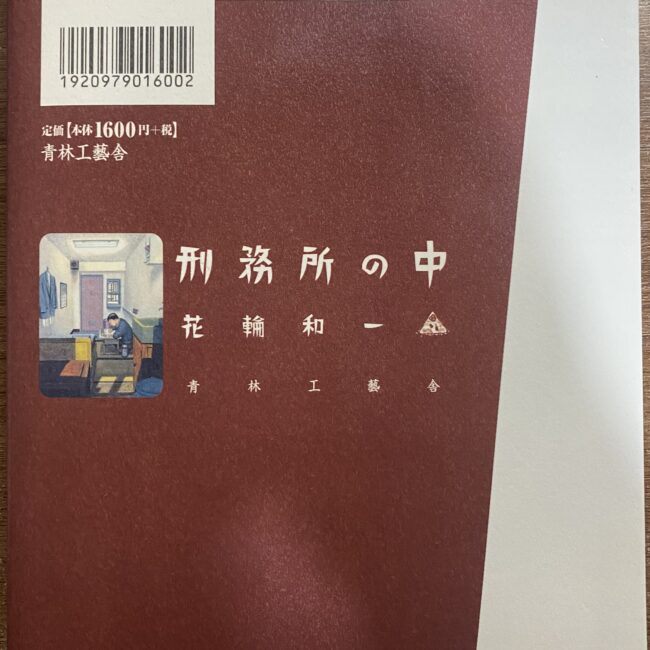 1920979016002
定価【本体1600円+税】
青林工藝舎
刑務所の中
花輪和一
青林工藝舎